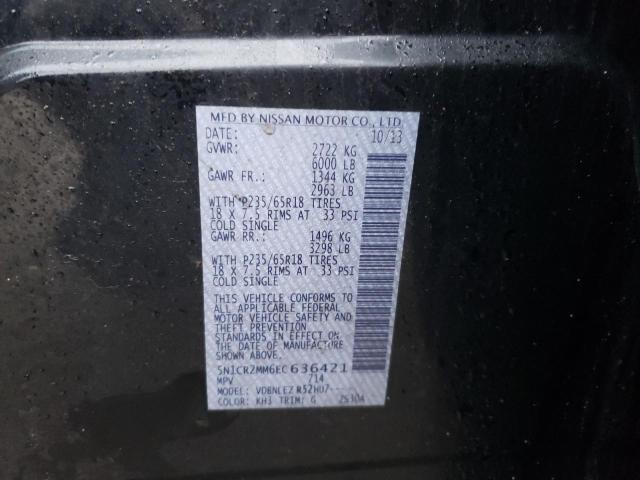 MFD BY NISSAN MOTOR CO., LTD
DATE: 10/13
GVWR: 2722 KG
6000 LB
GAWR FR.: 1344 KG
2963 LB
WITH P235/65R18 TIRES
18 X 7.5 RIMS AT 33 PSI
COLD SINGLE
GAWR RR.: 1496 KG
3298 LB
WITH P235/65R18 TIRES
18 X 7.5 RIMS AT 33 PSI
COLD SINGLE
THIS VEHICLE CONFORMS TO
ALL APPLICABLE FEDERAL
MOTOR VEHICLE SAFETY AND
THEFT PREVENTION
STANDARDS IN EFFECT ON
THE DATE OF MANUFACTURE
SHOWN ABOVE.
5N1CR2MM6EC636421
MPV /14
MODEL: VDBNLEZ R52HU7----
COLOR: KH3 TRIM: G 25304